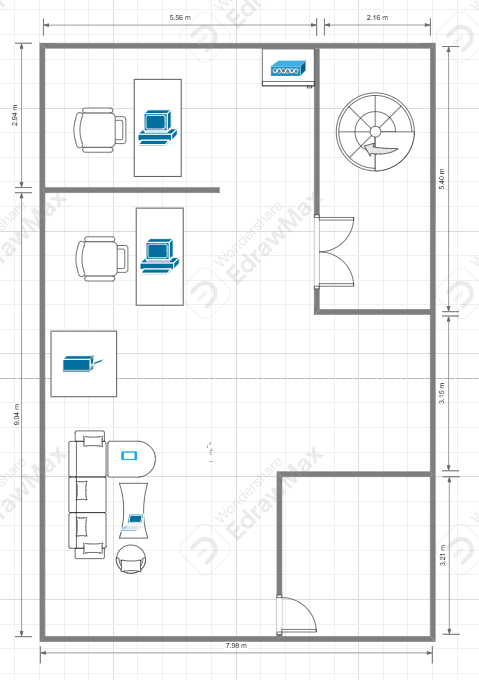 5.56 m
2.16 m
2.94 m
5.40 m
Wondershare
EdrawMax
Wondershare
EdrawMax
9.04 m
3.15 m
Wondershare
EdrawMax
Wondershare
EdrawMax
3.21 m
7.98 m